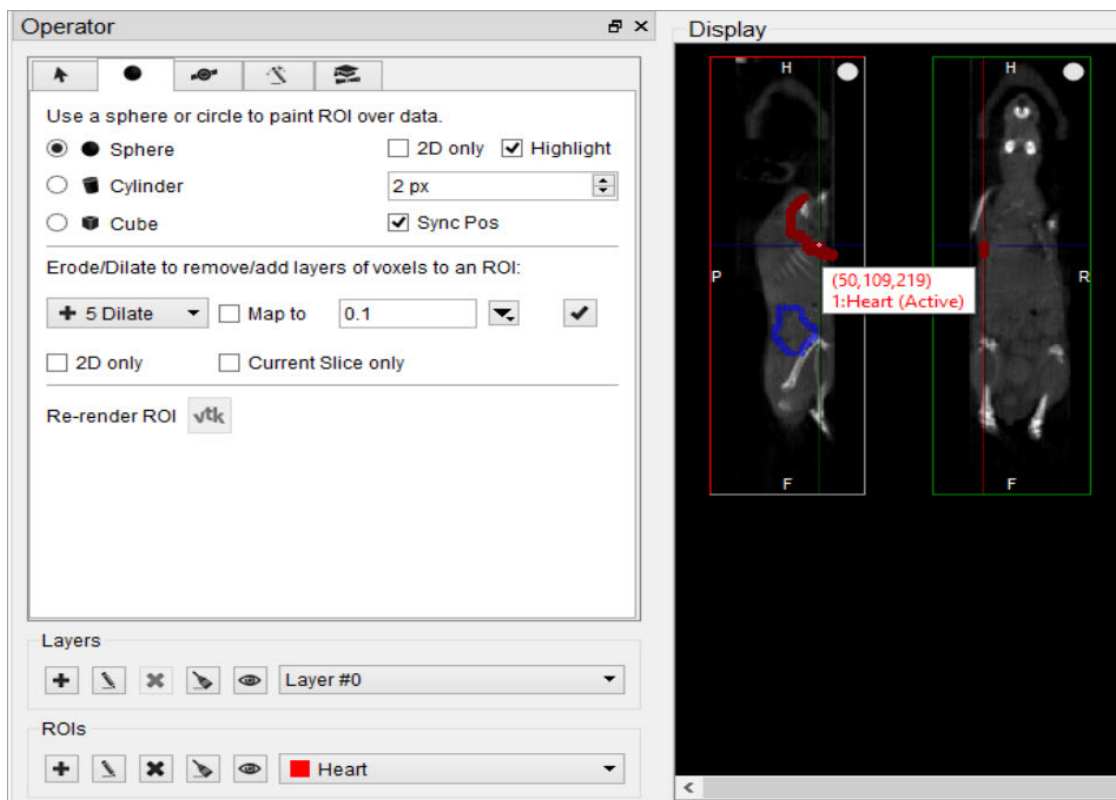 Operator
Use a sphere or circle to paint ROI over data.
Sphere
2D only
Highlight
Cylinder
2 px
Cube
Sync Pos
Erode/Dilate to remove/add layers of voxels to an ROI:
5 Dilate
Map to
0.1
2D only
Current Slice only
Re-render ROI
vtk
Layers
Layer #0
ROIs
Heart
Display
H
H
P
R
(50,109,219)
1:Heart (Active)
F
F